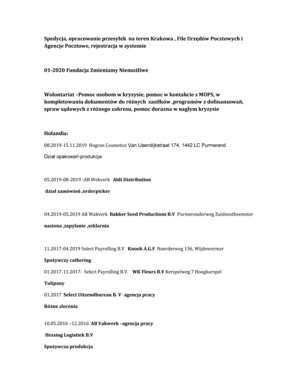 Spedycja, opracowanie przesyłek na teren Krakowa , File Urzędów Pocztowych i
Agencje Pocztowe, rejestracja w systemie
01-2020 Fundacja Zmieniamy Niemożliwe
Wolontariat –Pomoc osobom w kryzysie, pomoc w kontakcie z MOPS, w
kompletowaniu dokumentów do różnych zasiłków ,programów z dofinansowań,
spraw sądowych z różnego zakresu, pomoc doraźna w nagłym kryzysie
Holandia:
08.2019-15.11.2019 Hegron Cosmetics Van IJsendijkstraat 174, 1442 LC Purmerend
Dział opakowań-produkcja
05.2019-08-2019 -AB Wekverk Aldi Distribution
dział zamówień ,orderpicker
04.2019-05.2019 AB Wakverk Bakker Seed Productions B.V Purmerenderweg Zuidoostbeemster
nasiona ,zapylanie ,szklarnia
11.2017-04.2019 Select Payrolling B.V Knook A.G.F. Noorderweg 136, Wijdewormer
Spożywczy cathering
01.2017-11.2017– Select Payrolling B.V. WK Fleurs B.V Kerspelweg 7 Hoogkarspel
Tulipany
01.2017 Select Uitzendbureau B. V- agencja pracy
Różne zlecenia
10.05.2016 –12.2016 AB Vakwerk –agencja pracy
Hessing Logistiek B.V
Spożywcza produkcja